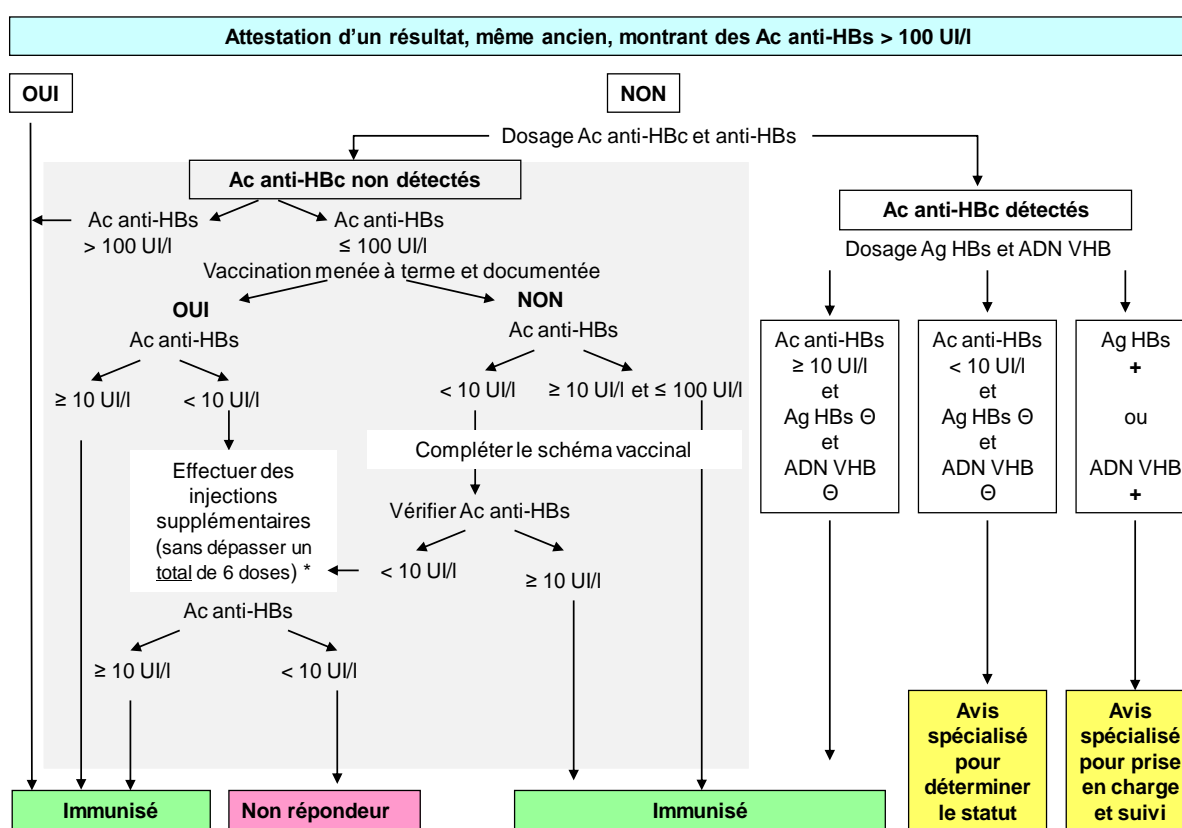 Attestation d'un résultat, même ancien, montrant des Ac anti-HBs > 100 UI/l
OUI
NON
Dosage Ac anti-HBc et anti-HBs
Ac anti-HBc non détectés
Ac anti-HBs
> 100 UI/l
Ac anti-HBs
≤ 100 UI/l
Vaccination menée à terme et documentée
OUI
Ac anti-HBs
≥ 10 UI/l
< 10 UI/l
Effectuer des
injections
supplémentaires
(sans dépasser un
total de 6 doses) *
Ac anti-HBs
≥ 10 UI/l
< 10 UI/l
NON
Ac anti-HBs
< 10 UI/l
≥ 10 UI/l et ≤ 100 UI/l
Compléter le schéma vaccinal
Vérifier Ac anti-HBs
< 10 UI/l
≥ 10 UI/l
Ac anti-HBc détectés
Dosage Ag HBs et ADN VHB
Ac anti-HBs
≥ 10 UI/l
et
Ag HBs Θ
et
ADN VHB
Θ
Ac anti-HBs
< 10 UI/l
et
Ag HBs Θ
et
ADN VHB
Θ
Ag HBs
+
ou
ADN VHB
+
Immunisé
Non répondeur
Immunisé
Avis
spécialisé
pour
déterminer
le statut
Avis
spécialisé
pour prise
en charge
et suivi